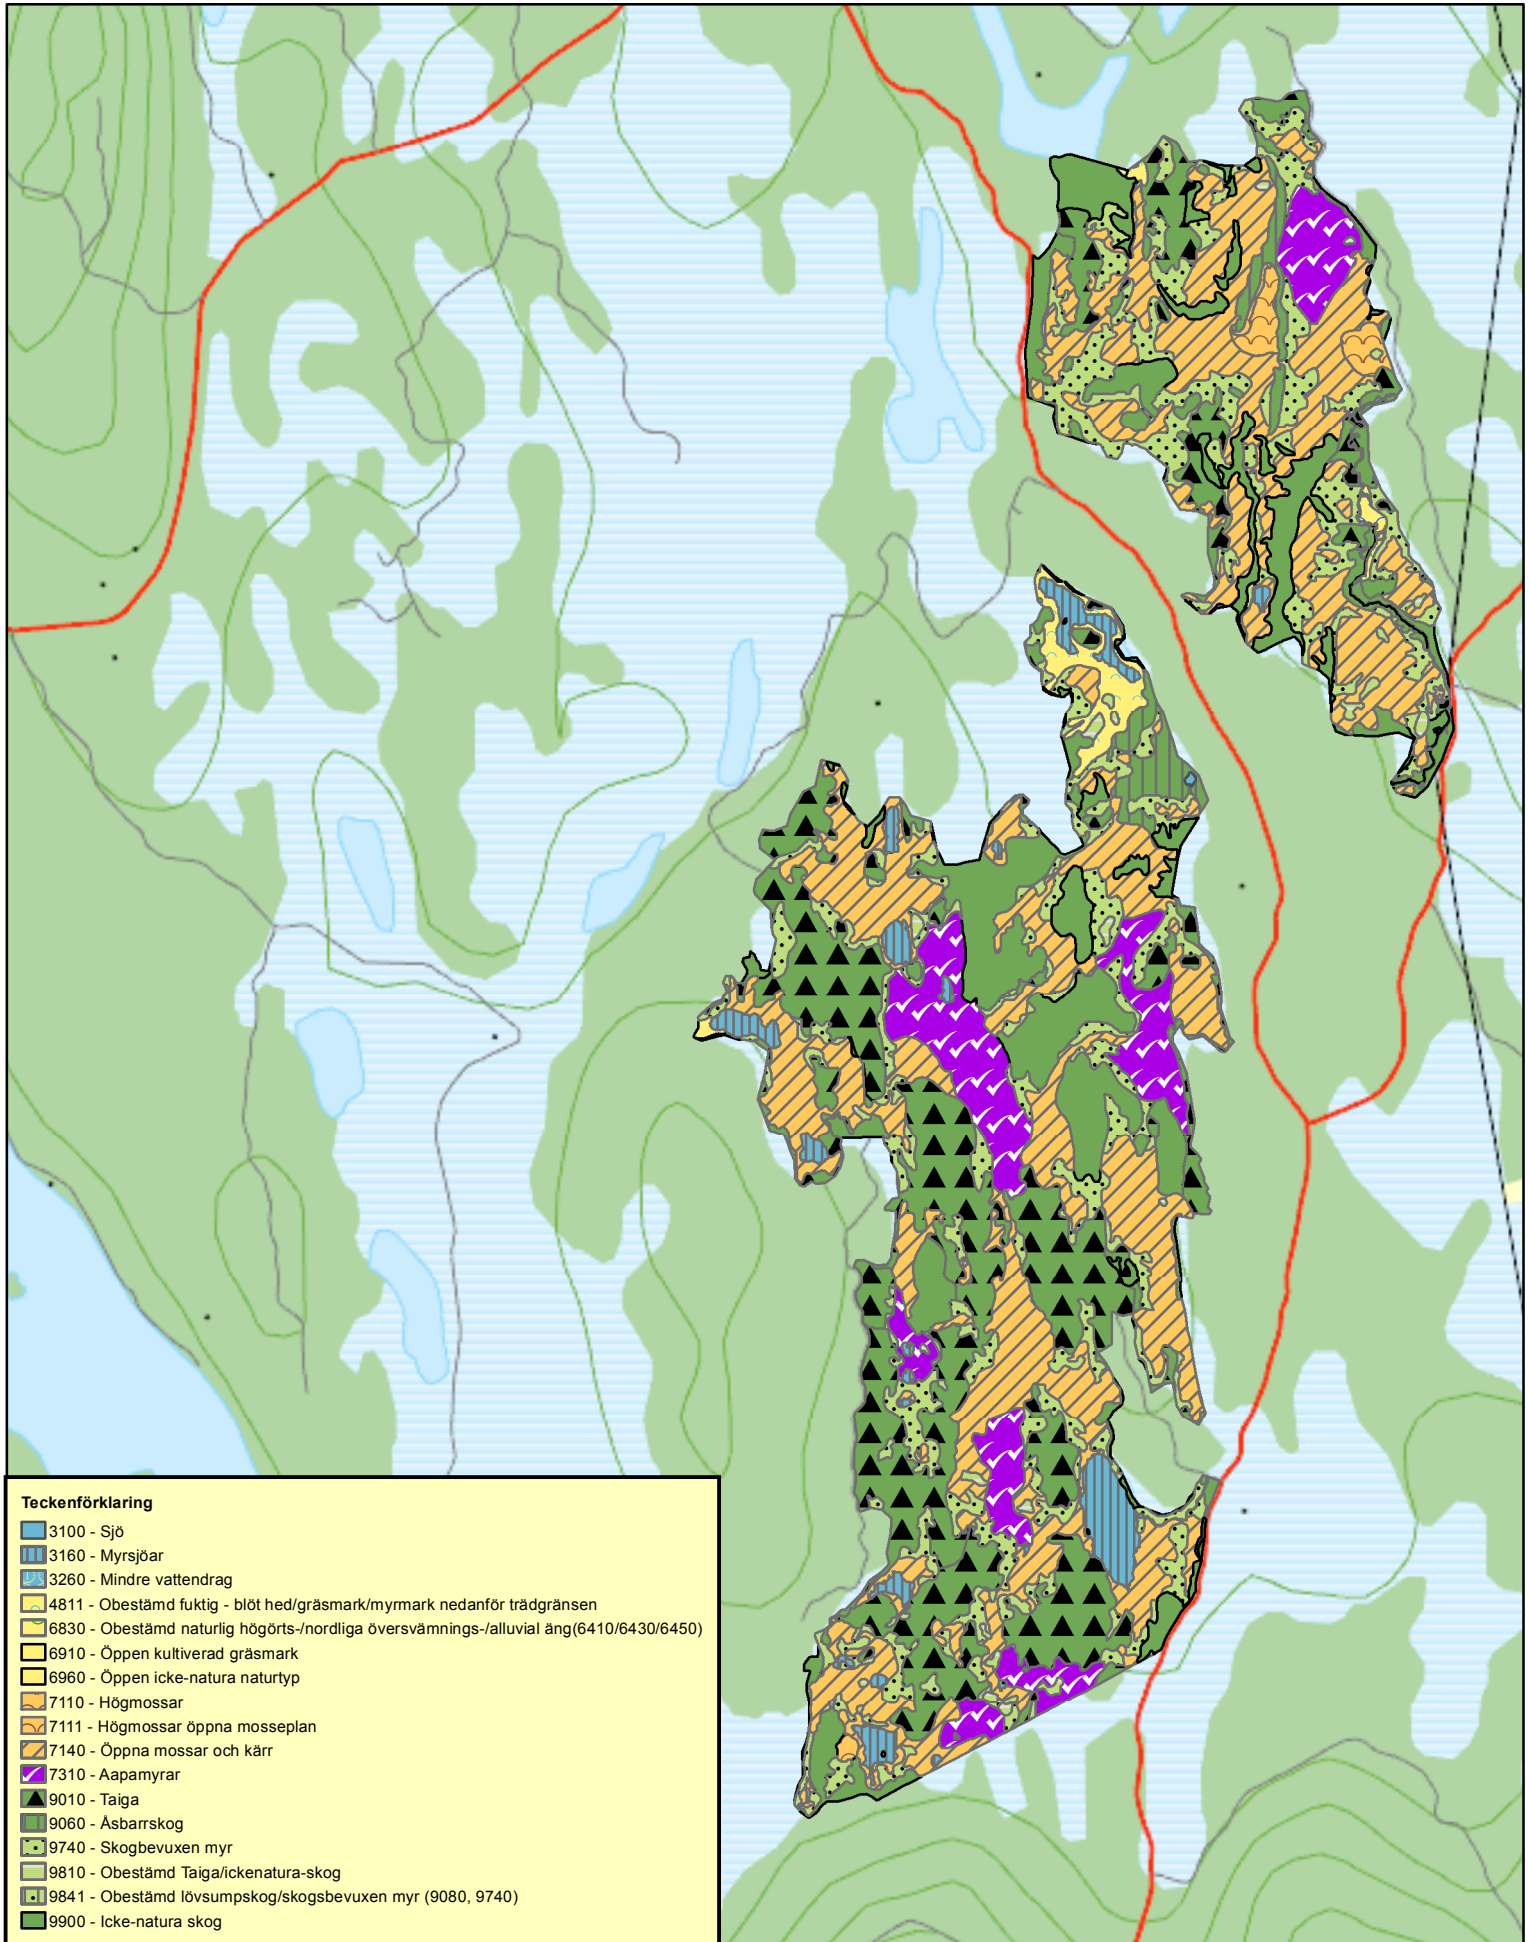 Teckenförklaring
3100 - Sjö
3160 - Myrsjöar
3260 - Mindre vattendrag
4811 - Obestämd fuktig - blöt hed/gräsmark/myrmark nedanför trädgränsen
6830 - Obestämd naturlig högörts-/nordliga översvämnings-/alluvial äng(6410/6430/6450)
6910 - Öppen kultiverad gräsmark
6960 - Öppen icke-natura naturtyp
7110 - Högmossar
7111 - Högmossar öppna mosseplan
7140 - Öppna mossar och kärr
7310 - Aapamyrar
9010 - Taiga
9060 - Åsbarrskog
9740 - Skogbevuxen myr
9810 - Obestämd Taiga/ickenatura-skog
9841 - Obestämd lövsumpskog/skogsbevuxen myr (9080, 9740)
9900 - Icke-natura skog